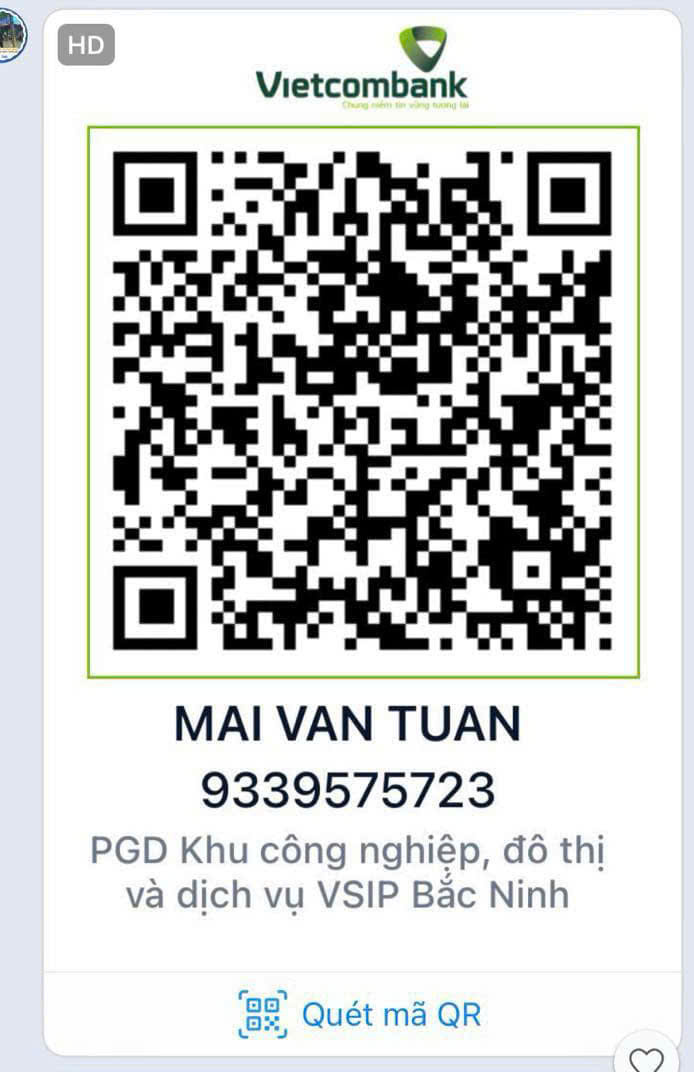 HD
Vietcombank
Chung niềm tin vững tương lai
MAI VAN TUAN
9339575723
PGD Khu công nghiệp, đô thị
và dịch vụ VSIP Bắc Ninh
Quét mã QR